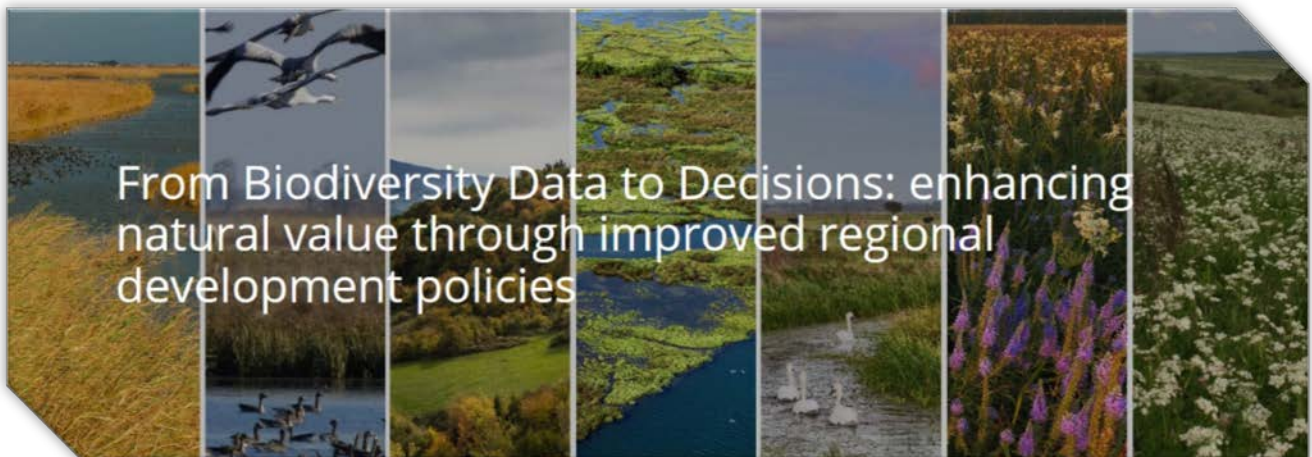 From Biodiversity Data to Decisions: enhancing
natural value through improved regional
development policies